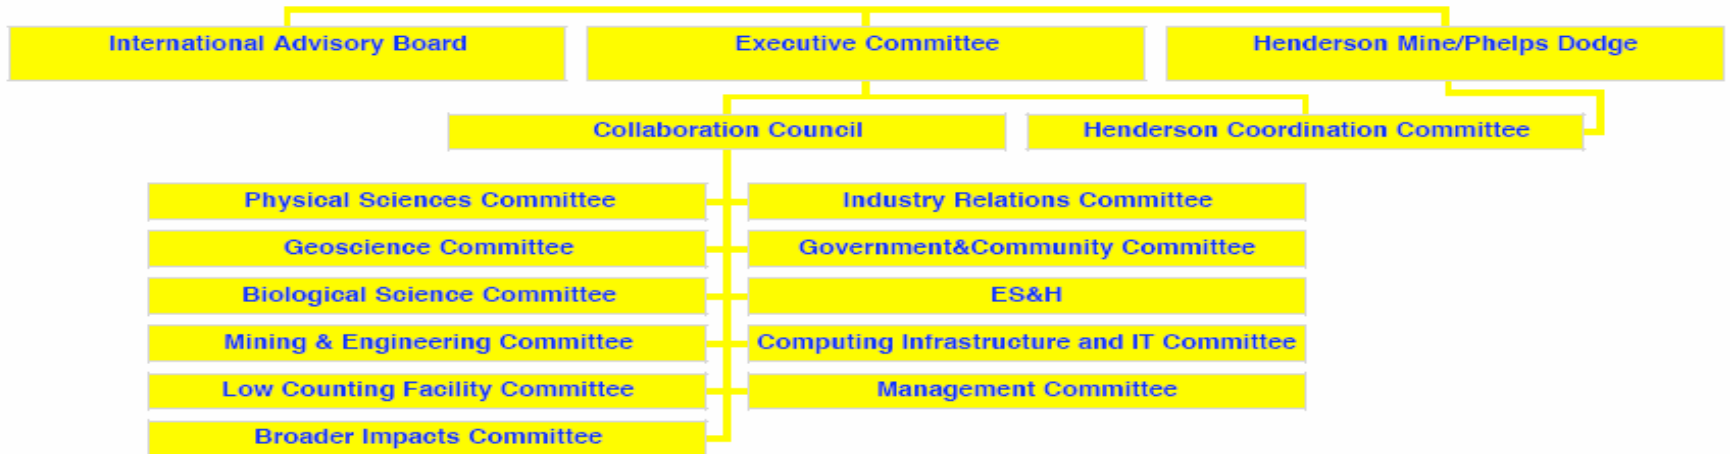 International Advisory Board
Executive Committee
Henderson Mine/Phelps Dodge
Collaboration Council
Henderson Coordination Committee
Physical Sciences Committee
Industry Relations Committee
Geoscience Committee
Government&Community Committee
Biological Science Committee
ES&H
Mining & Engineering Committee
Computing Infrastructure and IT Committee
Low Counting Facility Committee
Management Committee
Broader Impacts Committee